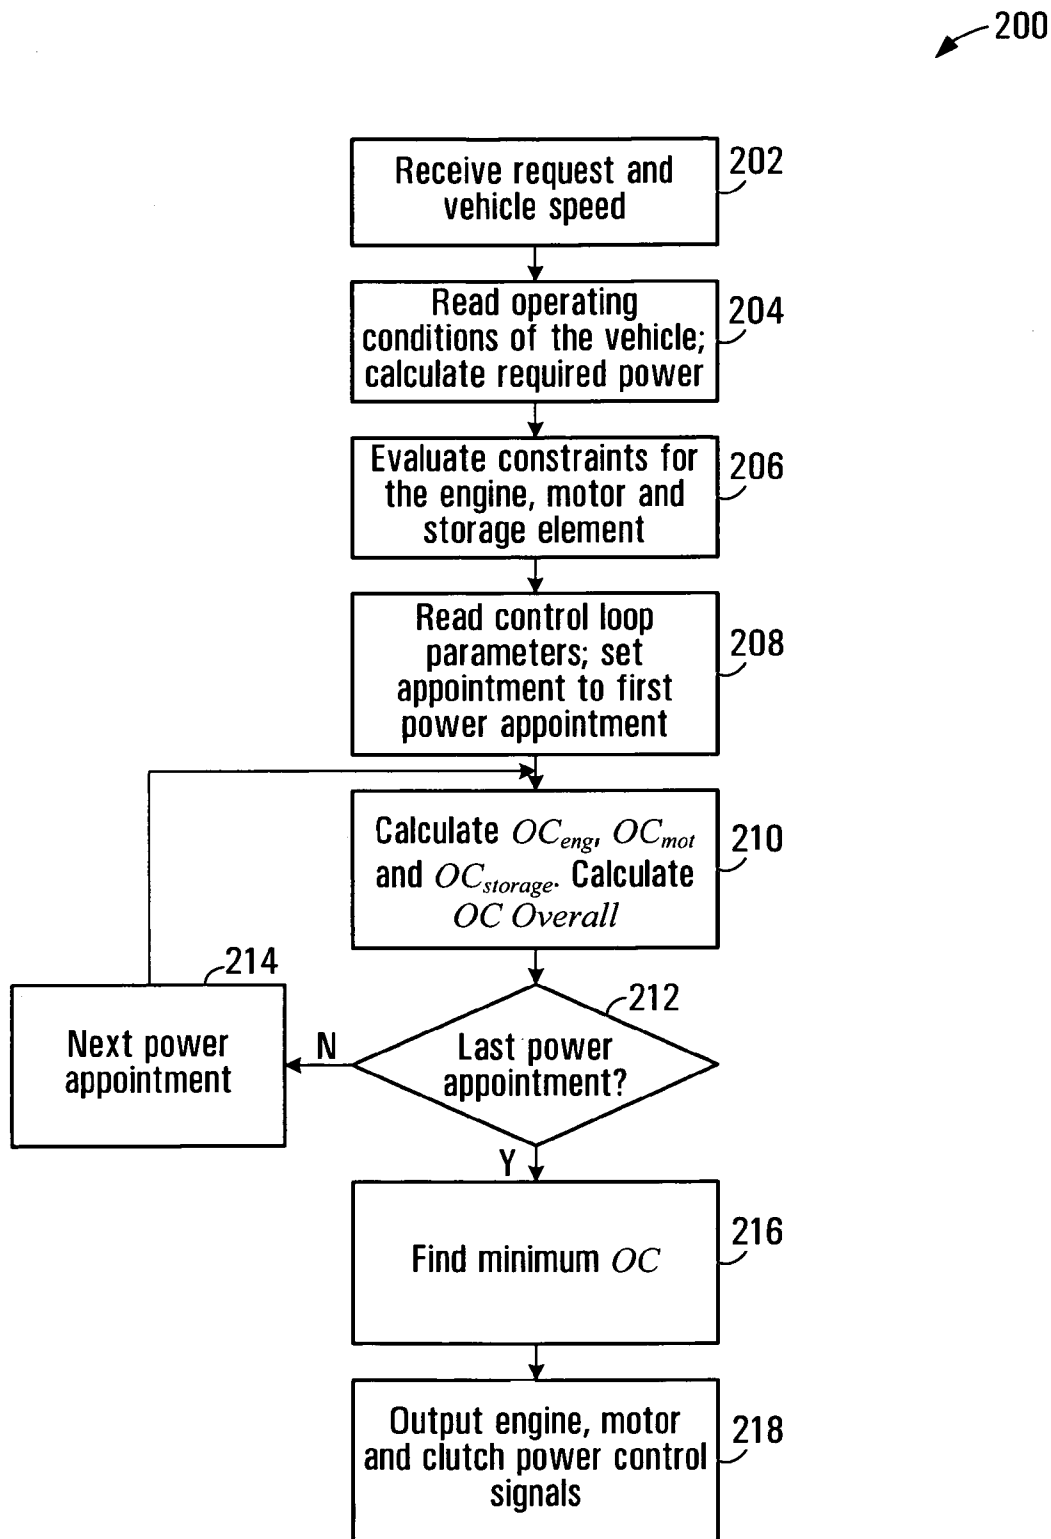 200
Receive request and
vehicle speed
202
Read operating
conditions of the vehicle;
calculate required power
204
Evaluate constraints for
the engine, motor and
storage element
206
Read control loop
parameters; set
appointment to first
power appointment
208
Calculate OCeng, OCmot
and OCstorage. Calculate
OC Overall
210
214
Next power
appointment
N
212
Last power
appointment?
Y
Find minimum OC
216
Output engine, motor
and clutch power control
signals
218